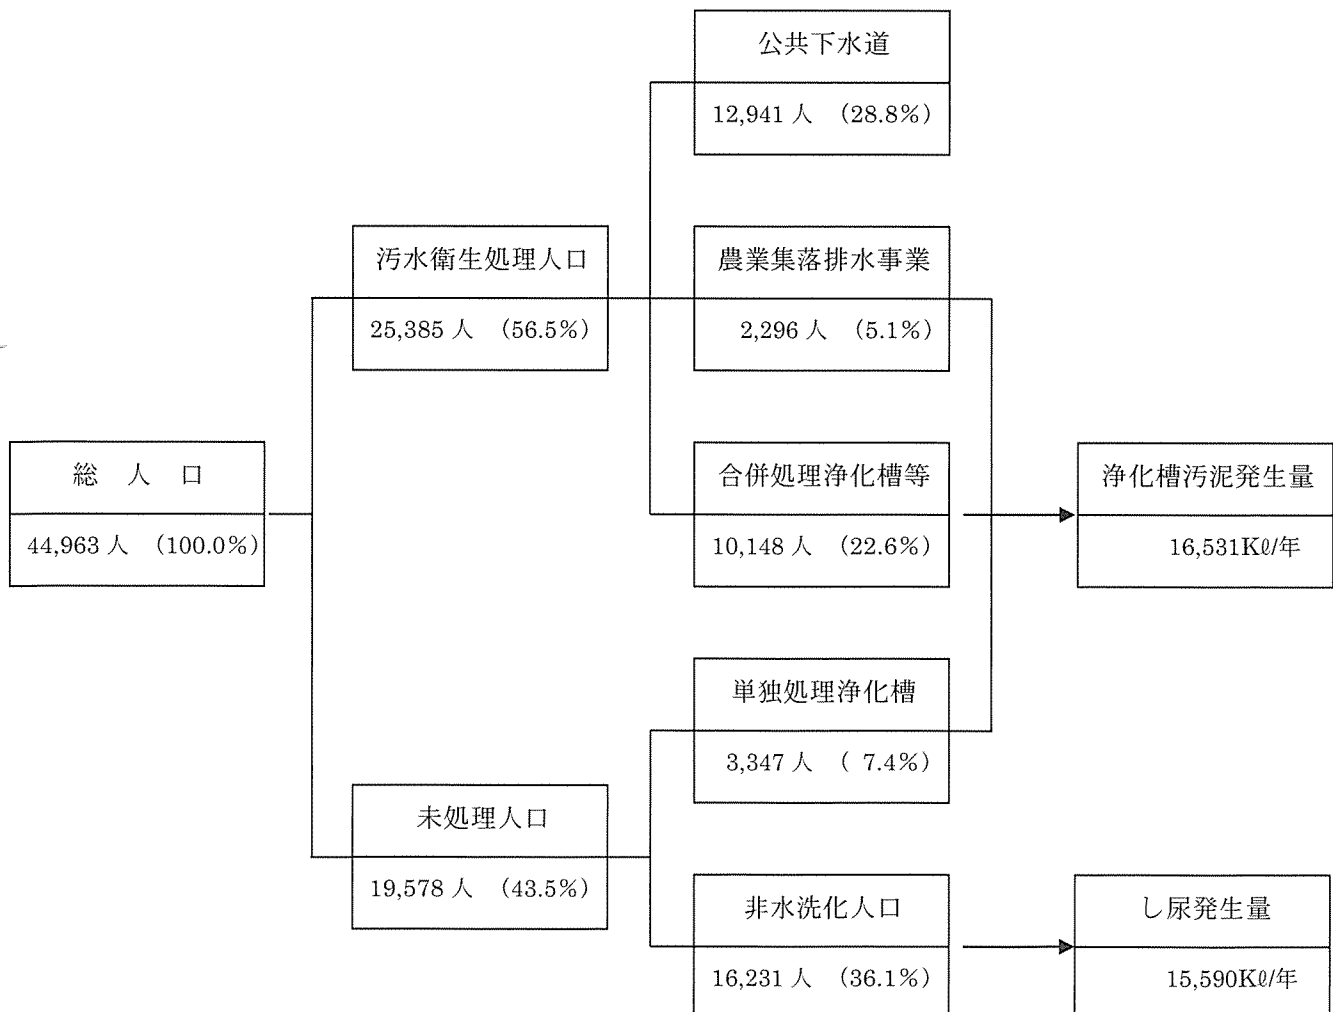 公共下水道
12,941 人 （28.8%）
汚水衛生処理人口
25,385 人 （56.5%）
農業集落排水事業
2,296 人 （5.1%）
総 人 口
44,963 人 （100.0%）
合併処理浄化槽等
10,148 人 （22.6%）
浄化槽汚泥発生量
16,531Kℓ/年
単独処理浄化槽
3,347 人 （ 7.4%）
未処理人口
19,578 人 （43.5%）
非水洗化人口
16,231 人 （36.1%）
し尿発生量
15,590Kℓ/年